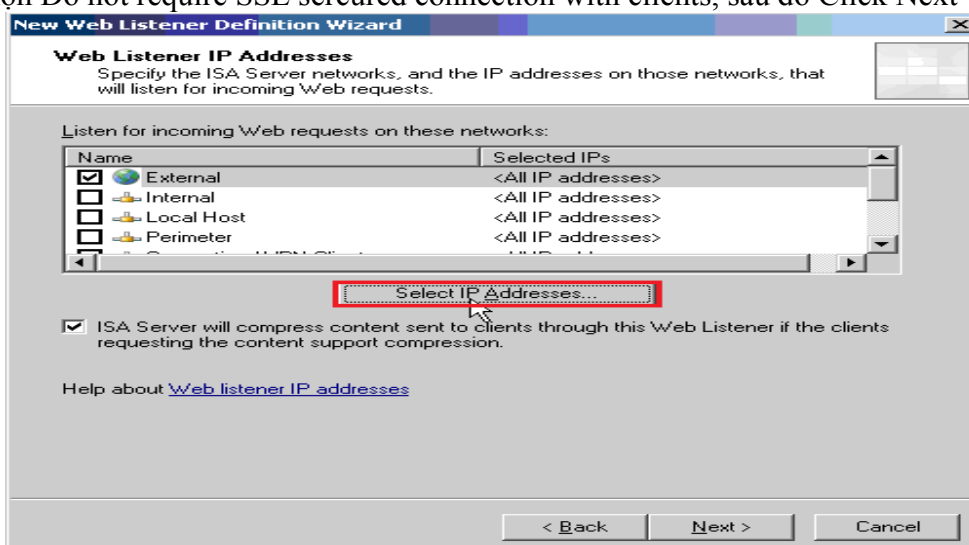 Do not require SSL scrcured connection with clients, sau do Click Next
New Web Listener Definition Wizard
Web Listener IP Addresses
Specify the ISA Server networks, and the IP addresses on those networks, that
will listen for incoming Web requests.
Listen for incoming Web requests on these networks:
Name Selected IPs
External <All IP addresses>
Internal <All IP addresses>
Local Host <All IP addresses>
Perimeter <All IP addresses>
Select IP Addresses...
ISA Server will compress content sent to clients through this Web Listener if the clients
requesting the content support compression.
Help about Web listener IP addresses
< Back Next > Cancel